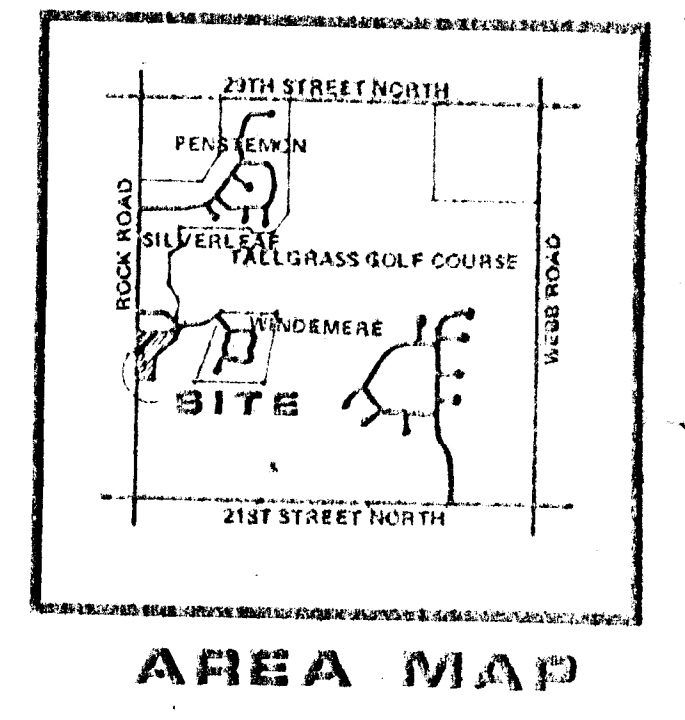 29TH STREET NORTH
PENSTEMON
ROCK ROAD
SILVERLEAF
TALLGRASS GOLF COURSE
WEBB ROAD
WINDEMERE
SITE
21ST STREET NORTH
AREA MAP